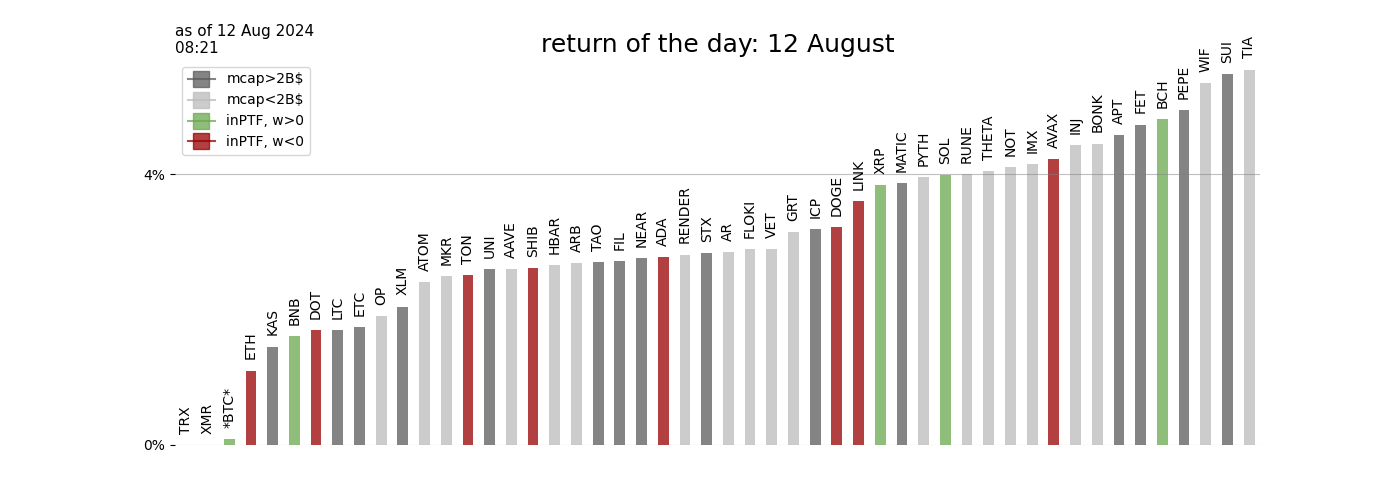 as of 12 Aug 2024
08:21
return of the day: 12 August
mcap>2B$
mcap<2B$
inPTF, w>0
inPTF, w<0
4%
0%
TRX
XMR
*BTC*
ETH
KAS
BNB
DOT
LTC
ETC
OP
XLM
ATOM
MKR
TON
UNI
AAVE
SHIB
HBAR
ARB
TAO
FIL
NEAR
ADA
RENDER
STX
AR
FLOKI
VET
GRT
ICP
DOGE
LINK
XRP
MATIC
PYTH
SOL
RUNE
THETA
NOT
IMX
AVAX
INJ
BONK
APT
FET
BCH
PEPE
WIF
SUI
TIA